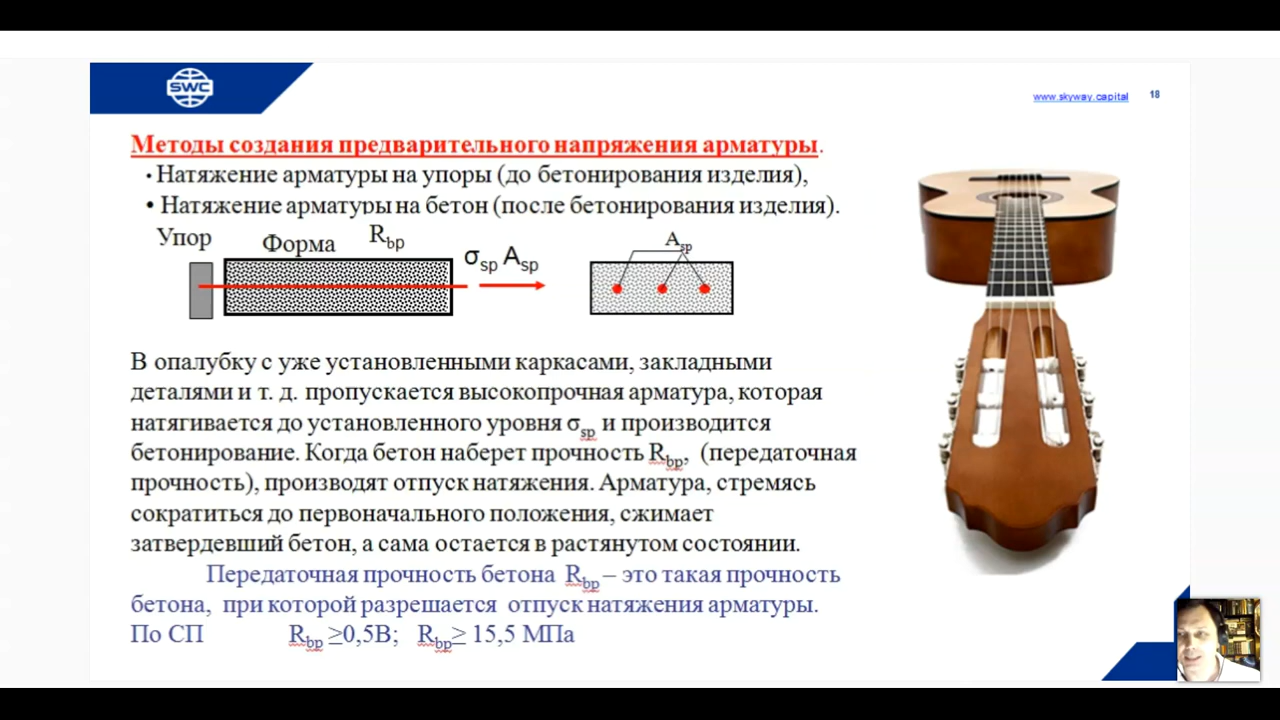 SWC
www.skyway.capital 18
Методы создания предварительного напряжения арматуры.
• Натяжение арматуры на упоры (до бетонирования изделия),
• Натяжение арматуры на бетон (после бетонирования изделия).
Упор Форма Rbp
σsp Asp
Asp
В опалубку с уже установленными каркасами, закладными
деталями и т. д. пропускается высокопрочная арматура, которая
натягивается до установленного уровня σsp и производится
бетонирование. Когда бетон наберет прочность Rbp, (передаточная
прочность), производят отпуск натяжения. Арматура, стремясь
сократиться до первоначального положения, сжимает
затвердевший бетон, а сама остается в растянутом состоянии.
Передаточная прочность бетона Rbp – это такая прочность
бетона, при которой разрешается отпуск натяжения арматуры.
По СП Rbp ≥0,5В; Rbp≥ 15,5 МПа